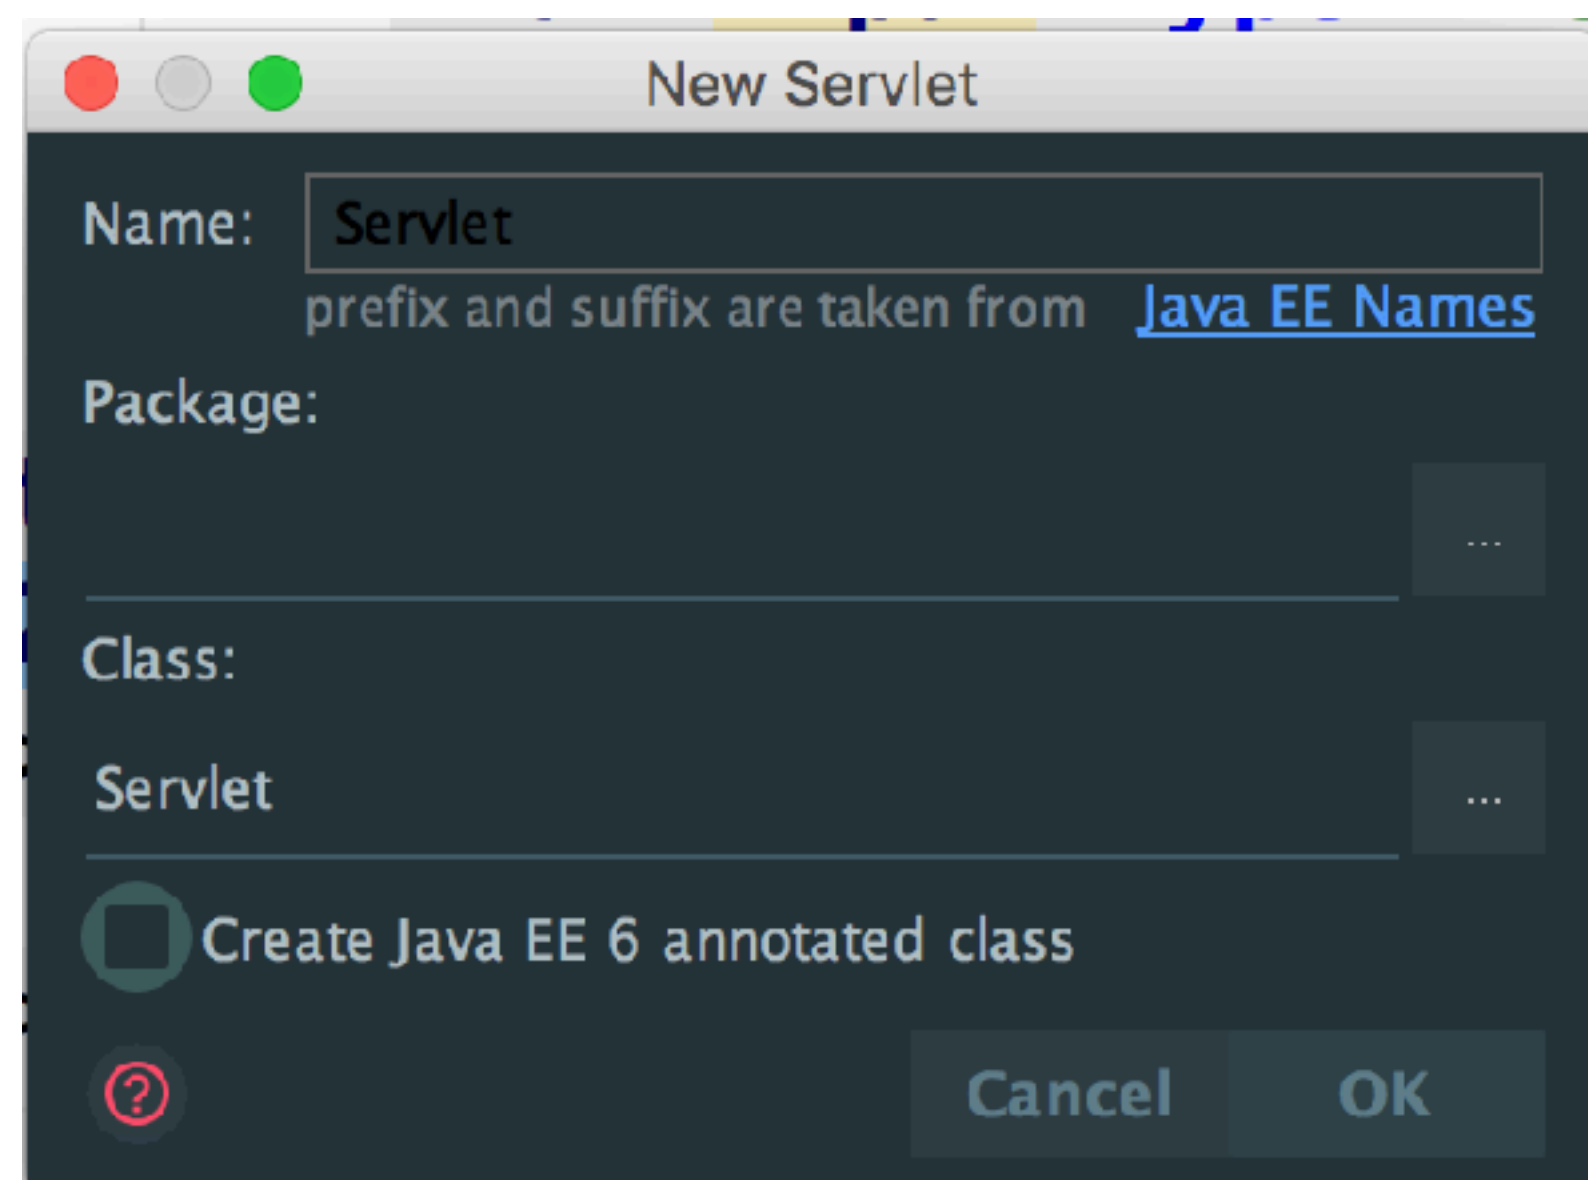 New Servlet
Name: Servlet
prefix and suffix are taken from Java EE Names
Package:
...
Class:
Servlet ...
Create Java EE 6 annotated class
? Cancel OK